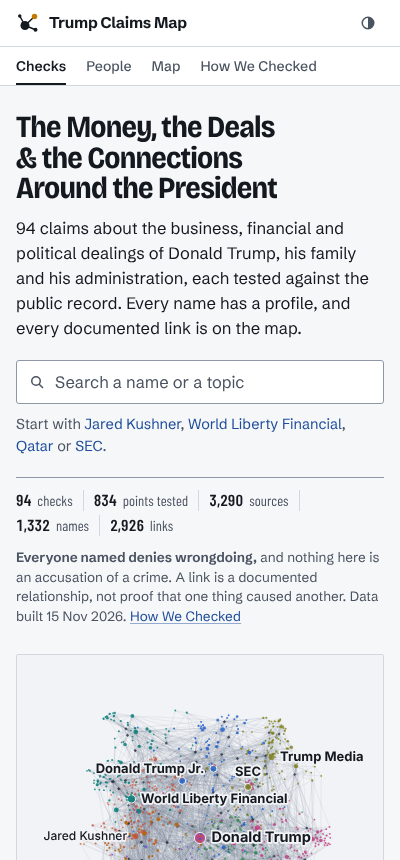 Trump Claims Map
Checks People Map How We Checked
The Money, the Deals
& the Connections
Around the President
94 claims about the business, financial and
political dealings of Donald Trump, his family
and his administration, each tested against the
public record. Every name has a profile, and
every documented link is on the map.
Search a name or a topic
Start with Jared Kushner, World Liberty Financial,
Qatar or SEC.
94 checks 834 points tested 3,290 sources
1,332 names 2,926 links
Everyone named denies wrongdoing, and nothing here is
an accusation of a crime. A link is a documented
relationship, not proof that one thing caused another. Data
built 15 Nov 2026. How We Checked
Trump Media
Donald Trump Jr. SEC
World Liberty Financial
Jared Kushner Donald Trump